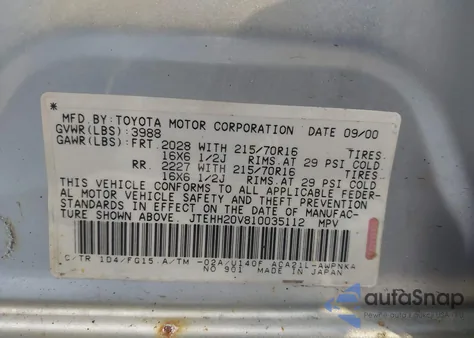 *
MFD.BY:TOYOTA MOTOR CORPORATION DATE 09/00
GVWR(LBS):3988
GAWR(LBS):FRT.2028 WITH 215/70R16 TIRES,
16X6 1/2J RIMS.AT 29 PSI COLD
RR. 2227 WITH 215/70R16 TIRES,
16X6 1/2J RIMS.AT 29 PSI COLD
THIS VEHICLE CONFORMS TO ALL APPLICABLE FEDER-
AL MOTOR VEHICLE SAFETY AND THEFT PREVENTION
STANDARDS IN EFFECT ON THE DATE OF MANUFAC-
TURE SHOWN ABOVE. JTEHH20V810035112 MPV
C/TR 1D4/FG15 A/TM -02A/U140F ACA21L-AWPNKA
NO 901 MADE IN JAPAN
autoSnap